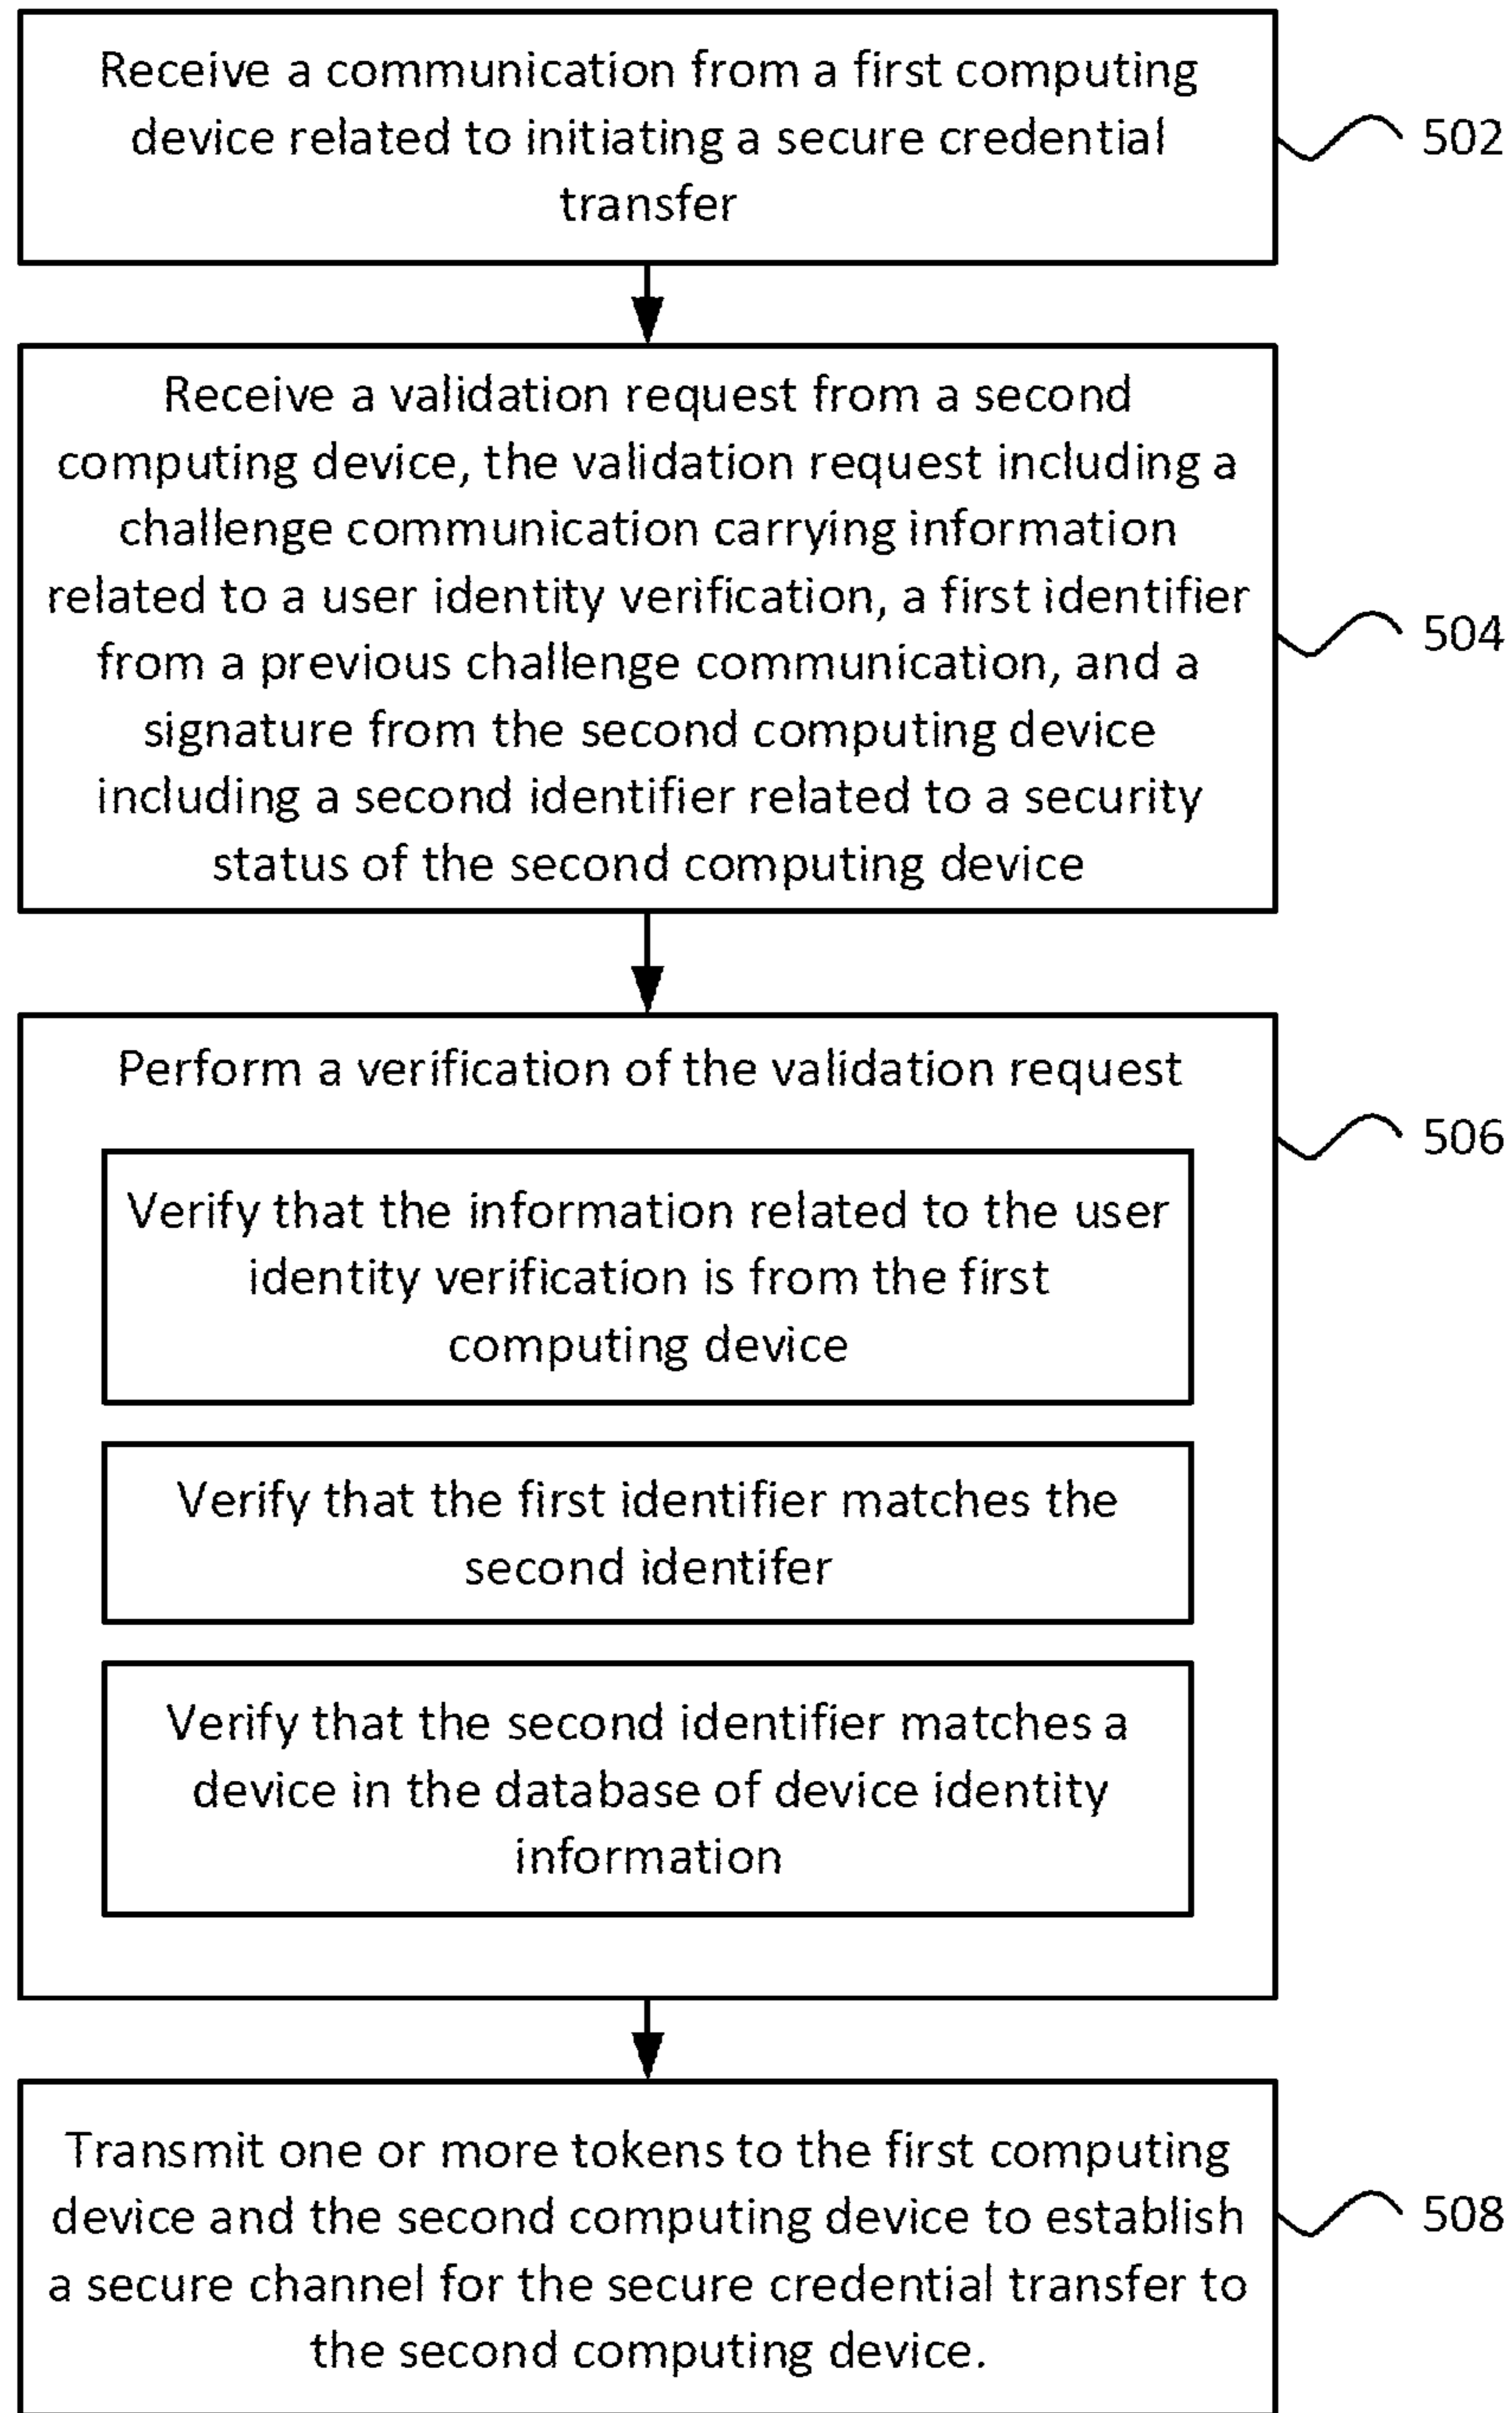 Receive a communication from a first computing
device related to initiating a secure credential
transfer
502
Receive a validation request from a second
computing device, the validation request including a
challenge communication carrying information
related to a user identity verification, a first identifier
from a previous challenge communication, and a
signature from the second computing device
including a second identifier related to a security
status of the second computing device
504
Perform a verification of the validation request
506
Verify that the information related to the user
identity verification is from the first
computing device
Verify that the first identifier matches the
second identifer
Verify that the second identifier matches a
device in the database of device identity
information
Transmit one or more tokens to the first computing
device and the second computing device to establish
a secure channel for the secure credential transfer to
the second computing device.
508